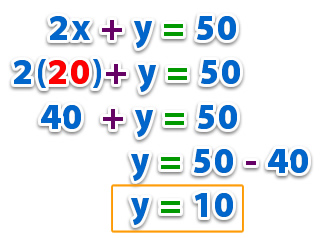 2x + y = 50
2(20)+ y = 50
40 + y = 50
y = 50 - 40
y = 10